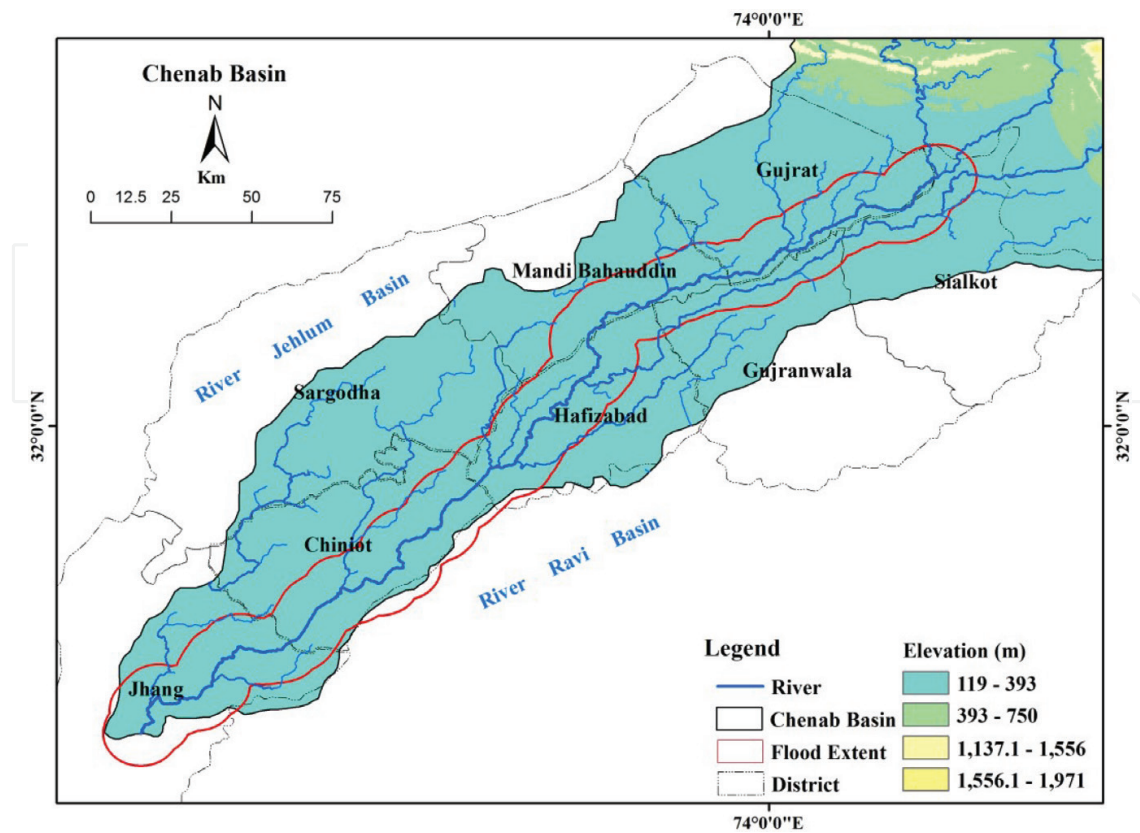 74°0'0"E
Chenab Basin
N
Km
0 12.5 25 50 75
Gujrat
Mandi Bahauddin
Sialkot
River Jehlum Basin
Gujranwala
Sargodha
Hafizabad
32°0'0"N
32°0'0"N
Chiniot
River Ravi Basin
Jhang
Legend
River
Chenab Basin
Flood Extent
District
Elevation (m)
119 - 393
393 - 750
1,137.1 - 1,556
1,556.1 - 1,971
74°0'0"E